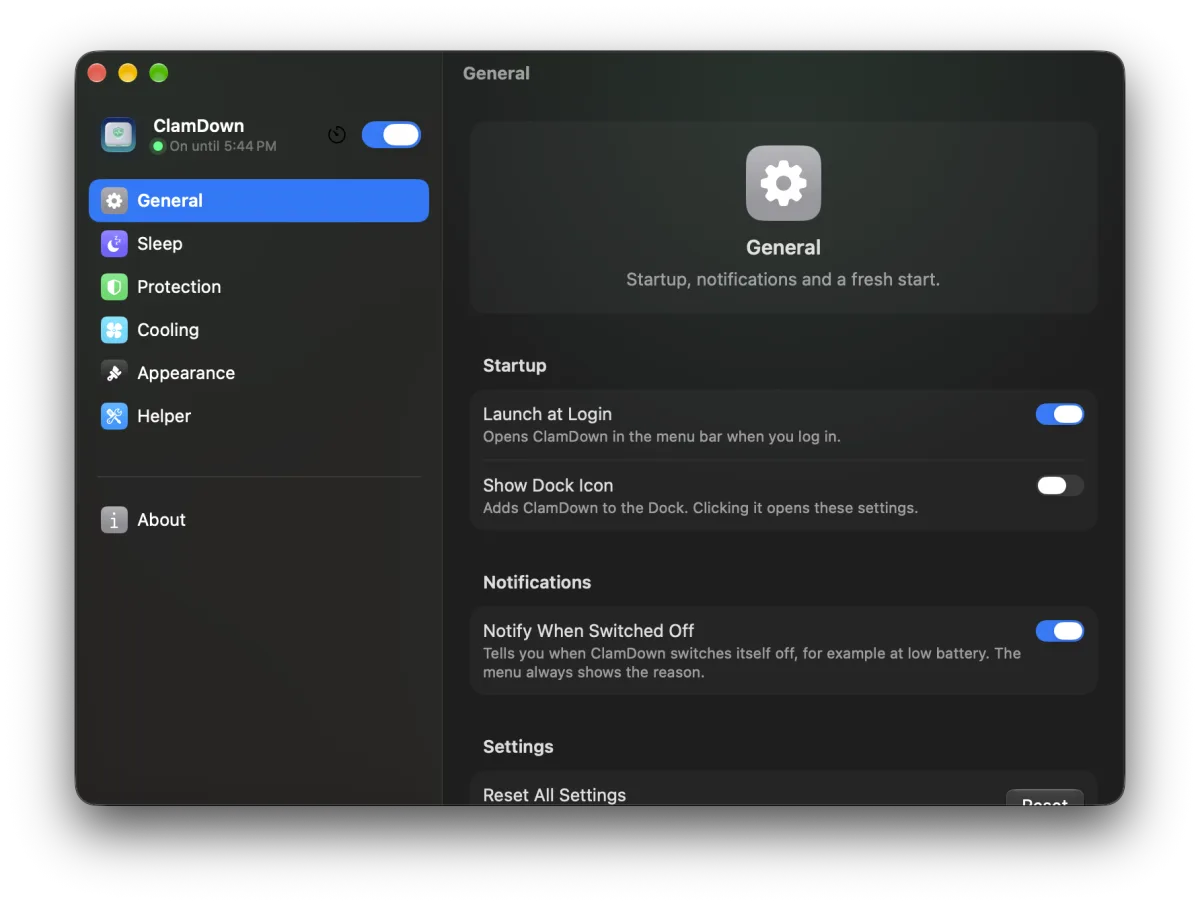 General
ClamDown
On until 5:44 PM
General
Sleep
Protection
Cooling
Appearance
Helper
About
General
Startup, notifications and a fresh start.
Startup
Launch at Login
Opens ClamDown in the menu bar when you log in.
Show Dock Icon
Adds ClamDown to the Dock. Clicking it opens these settings.
Notifications
Notify When Switched Off
Tells you when ClamDown switches itself off, for example at low battery. The
menu always shows the reason.
Settings
Reset All Settings
Reset